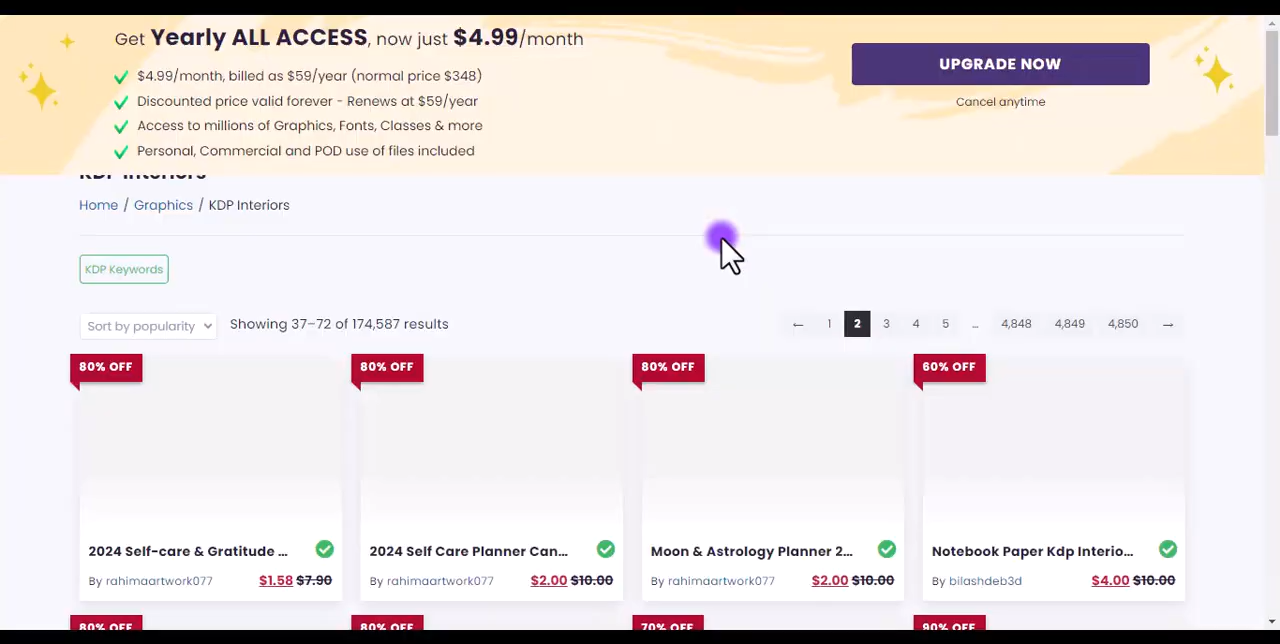 Get Yearly ALL ACCESS, now just $4.99/month
$4.99/month, billed as $59/year (normal price $348)
Discounted price valid forever - Renews at $59/year
Access to millions of Graphics, Fonts, Classes & more
Personal, Commercial and POD use of files included
UPGRADE NOW
Cancel anytime
KDP Interiors
Home / Graphics / KDP Interiors
KDP Keywords
Sort by popularity
Showing 37–72 of 174,587 results
← 1 2 3 4 5 … 4,848 4,849 4,850 →
80% OFF
80% OFF
80% OFF
60% OFF
2024 Self-care & Gratitude ...
By rahimaartwork077 $1.58 $7.90
2024 Self Care Planner Can...
By rahimaartwork077 $2.00 $10.00
Moon & Astrology Planner 2...
By rahimaartwork077 $2.00 $10.00
Notebook Paper Kdp Interio...
By bilashdeb3d $4.00 $10.00
80% OFF
80% OFF
70% OFF
90% OFF